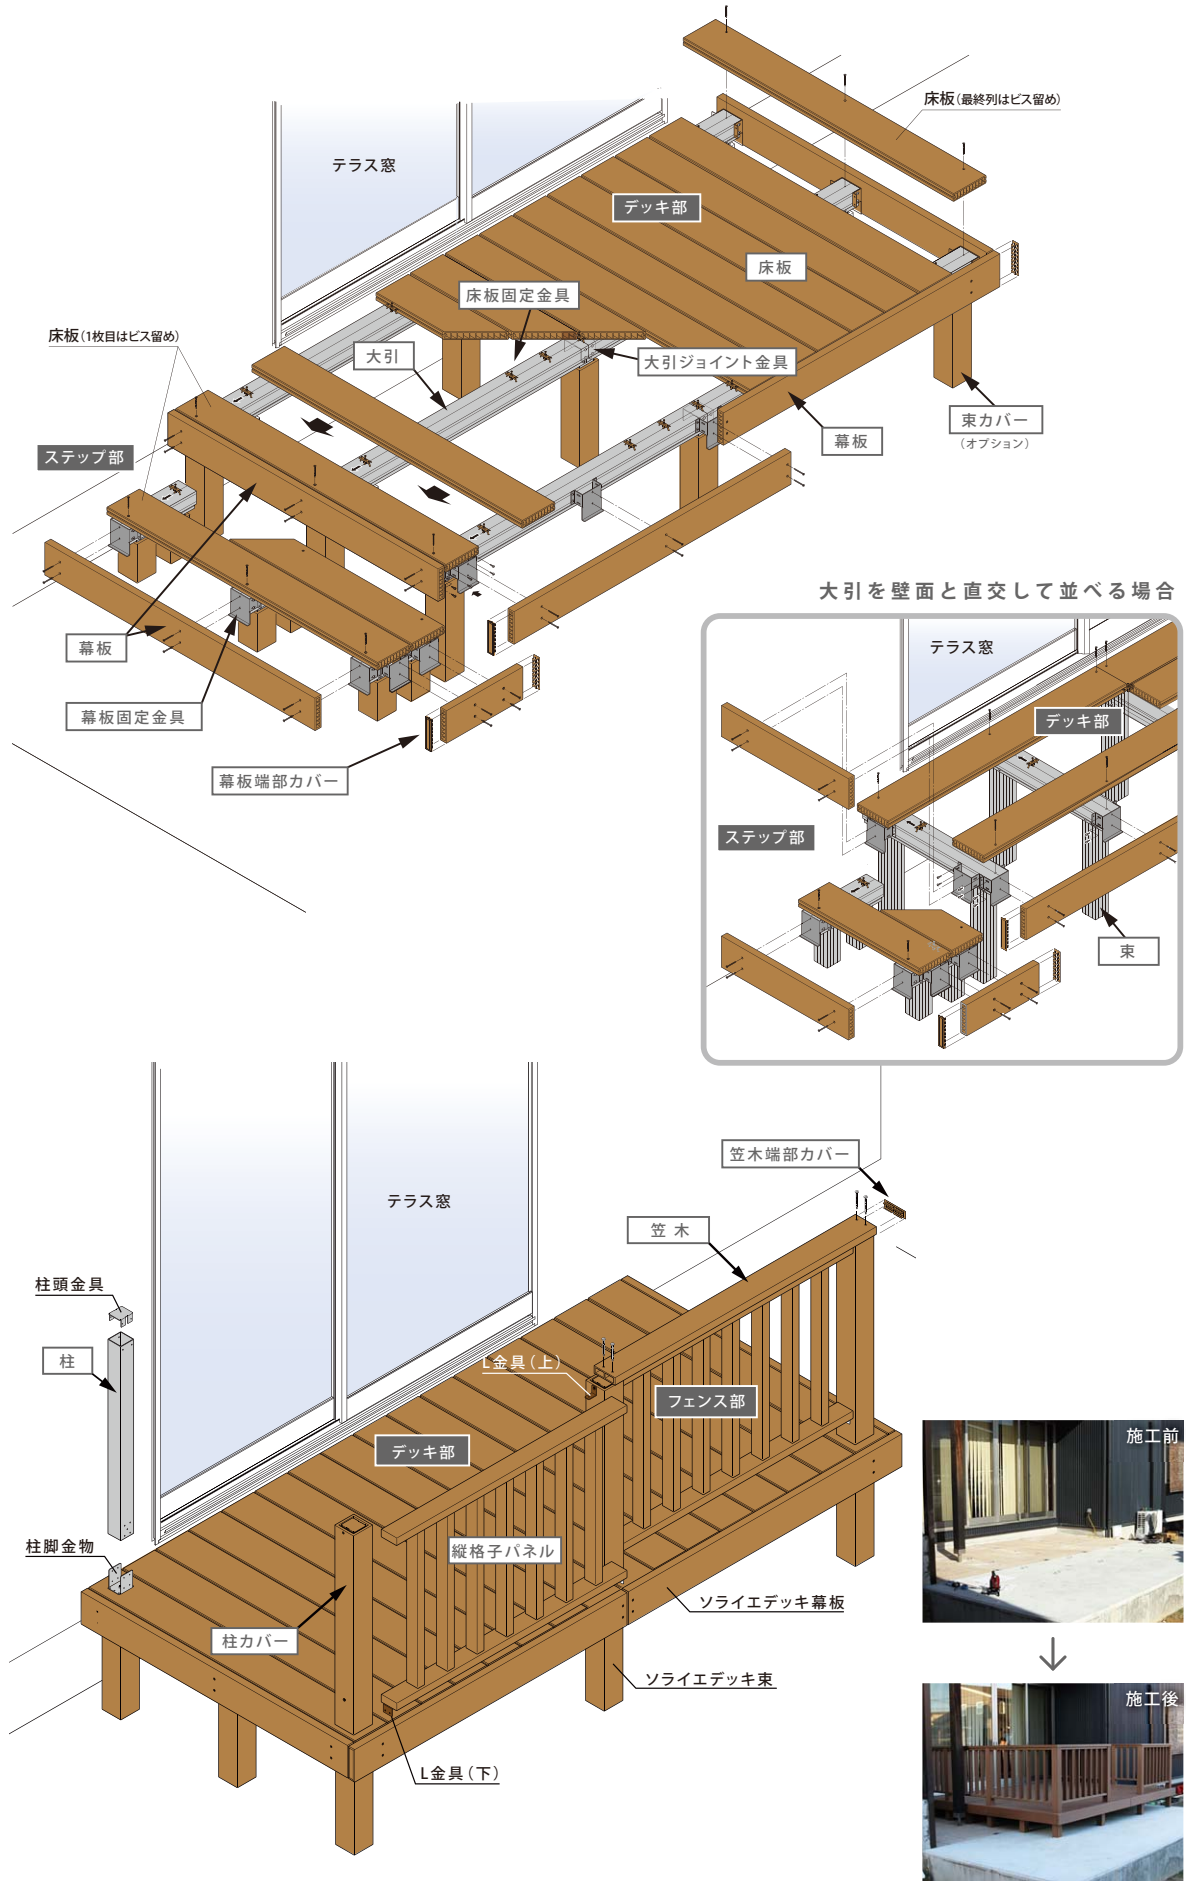 床板(最終列はビス留め)
テラス窓
デッキ部
床板
床板固定金具
床板(1枚目はビス留め)
大引
大引ジョイント金具
束カバー
(オプション)
幕板
ステップ部
幕板
幕板固定金具
幕板端部カバー
大引を壁面と直交して並べる場合
テラス窓
デッキ部
ステップ部
束
笠木端部カバー
テラス窓
笠木
柱頭金具
柱
L金具(上)
フェンス部
デッキ部
施工前
柱脚金物
縦格子パネル
ソライエデッキ幕板
柱カバー
ソライエデッキ束
施工後
L金具(下)